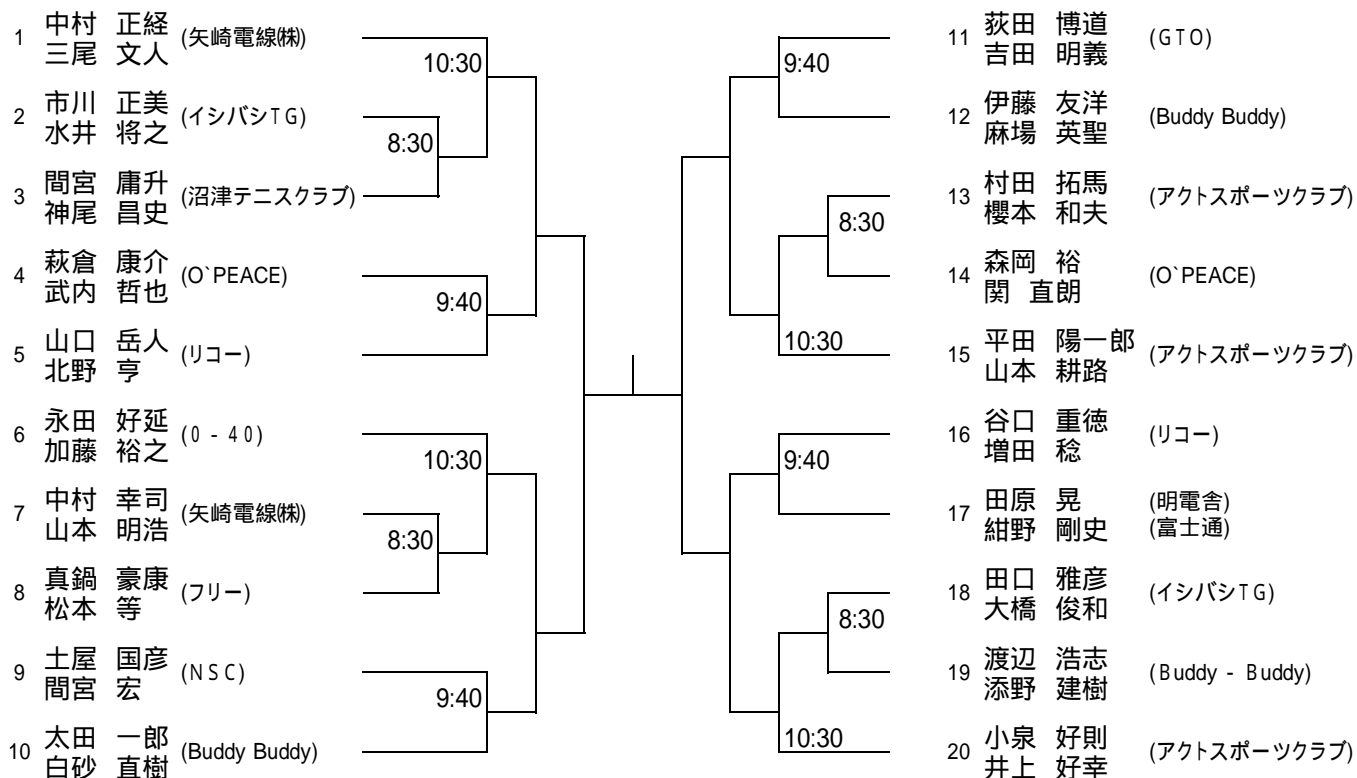 1 中村 正経 (矢崎電線㈱)
三尾 文人
10:30
2 市川 正美 (イシバシTG)
水井 将之
8:30
3 間宮 庸升 (沼津テニスクラブ)
神尾 昌史
4 萩倉 康介 (O`PEACE)
武内 哲也
9:40
5 山口 岳人 (リコー)
北野 亨
6 永田 好延 (0 - 40)
加藤 裕之
10:30
7 中村 幸司 (矢崎電線㈱)
山本 明浩
8:30
8 真鍋 豪康 (フリー)
松本 等
9 土屋 国彦 (NSC)
間宮 宏
9:40
10 太田 一郎 (Buddy Buddy)
白砂 直樹
11 荻田 博道 (GTO)
吉田 明義
9:40
12 伊藤 友洋 (Buddy Buddy)
麻場 英聖
13 村田 拓馬 (アクトスポーツクラブ)
櫻本 和夫
8:30
14 森岡 裕 (O`PEACE)
関 直朗
10:30
15 平田 陽一郎 (アクトスポーツクラブ)
山本 耕路
16 谷口 重徳 (リコー)
増田 稔
9:40
17 田原 晃 (明電舎)
紺野 剛史 (富士通)
18 田口 雅彦 (イシバシTG)
大橋 俊和
8:30
19 渡辺 浩志 (Buddy - Buddy)
添野 建樹
10:30
20 小泉 好則 (アクトスポーツクラブ)
井上 好幸